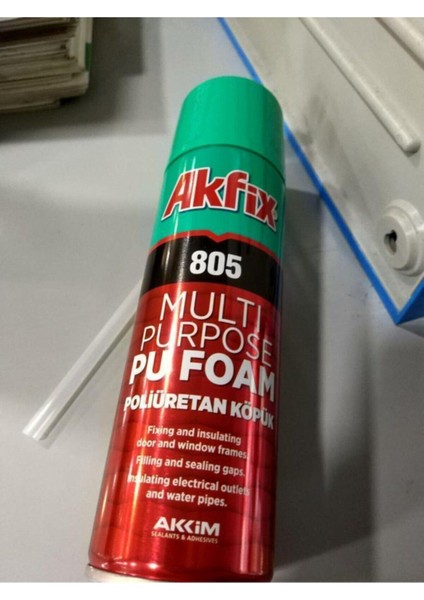 Akfix
805
MULTI
PURPOSE
PU FOAM
POLİÜRETAN KÖPÜK
Fixing and insulating
door and window frames.
Filling and sealing gaps.
Insulating electrical outlets
and water pipes.
AKKİM
SEALANTS & ADHESIVES